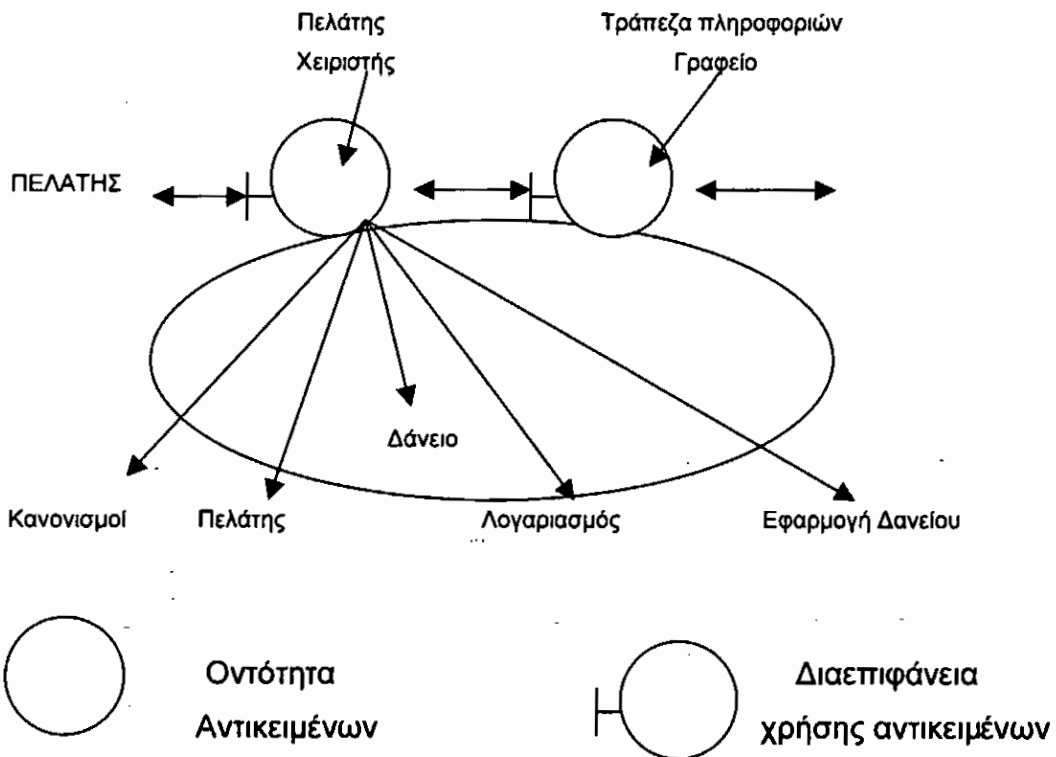 Πελάτης
Χειριστής
Τράπεζα πληροφοριών
Γραφείο
ΠΕΛΑΤΗΣ
Δάνειο
Κανονισμοί
Πελάτης
Λογαριασμός
Εφαρμογή Δανείου
Οντότητα
Αντικειμένων
Διαεπιφάνεια
χρήσης αντικειμένων